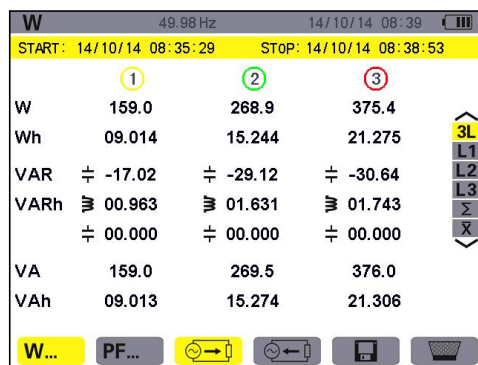 W 49.98 Hz 14/10/14 08:39
START: 14/10/14 08:35:29 STOP: 14/10/14 08:38:53
1 2 3
W 159.0 268.9 375.4
Wh 09.014 15.244 21.275
VAR -17.02 -29.12 -30.64
VARh 00.963 01.631 01.743
00.000 00.000 00.000
VA 159.0 269.5 376.0
VAh 09.013 15.274 21.306
3L
L1
L2
L3
Σ
x̅
W... PF...